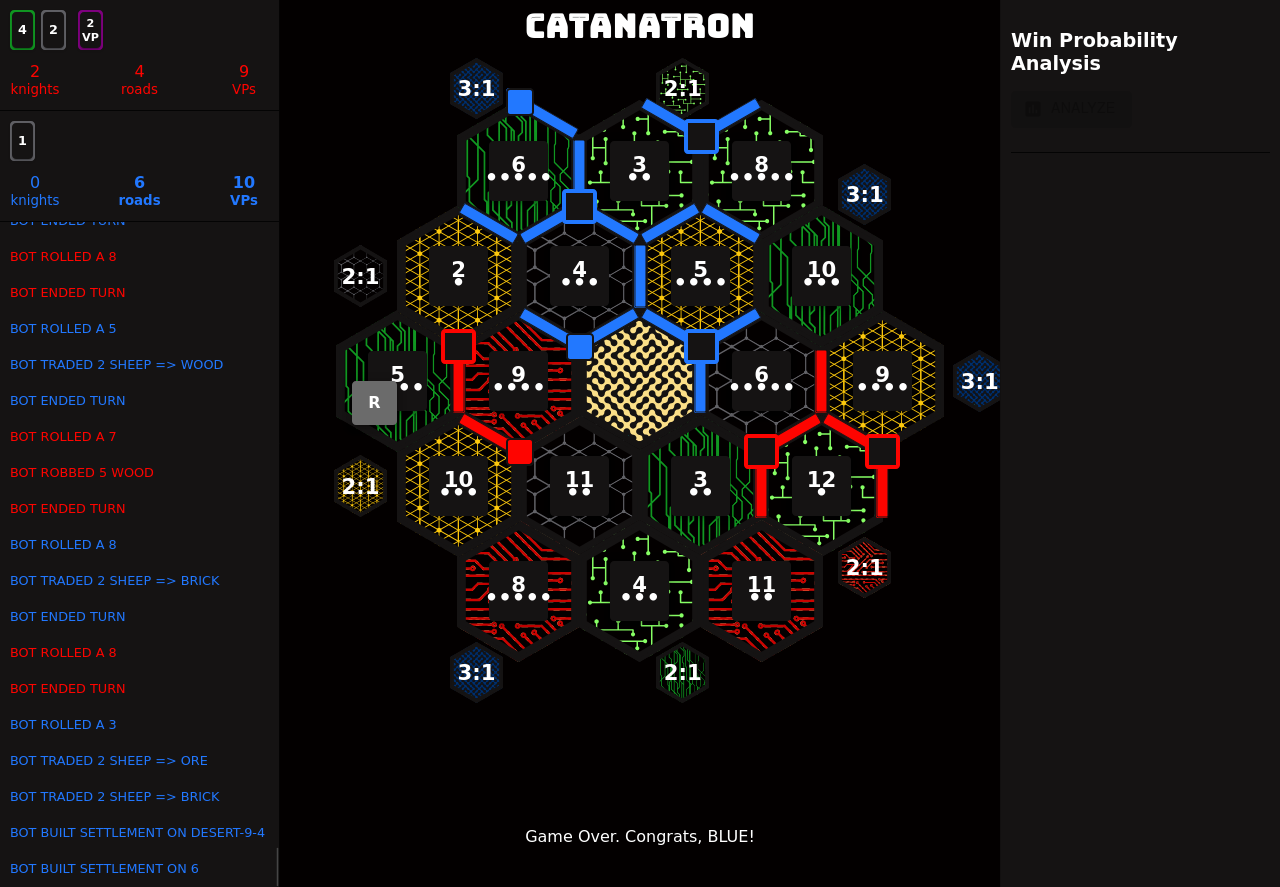 4 2 2 VP
2 4 9
knights roads VPs
1
0 6 10
knights roads VPs
BOT ENDED TURN
BOT ROLLED A 8
BOT ENDED TURN
BOT ROLLED A 5
BOT TRADED 2 SHEEP => WOOD
BOT ENDED TURN
BOT ROLLED A 7
BOT ROBBED 5 WOOD
BOT ENDED TURN
BOT ROLLED A 8
BOT TRADED 2 SHEEP => BRICK
BOT ENDED TURN
BOT ROLLED A 8
BOT ENDED TURN
BOT ROLLED A 3
BOT TRADED 2 SHEEP => ORE
BOT TRADED 2 SHEEP => BRICK
BOT BUILT SETTLEMENT ON DESERT-9-4
BOT BUILT SETTLEMENT ON 6
CATANATRON
3:1 2:1
6 3 8
3:1
2:1 2 4 5 10
5 9 6 9 3:1
R
2:1 10 11 3 12
2:1
8 4 11
3:1 2:1
Game Over. Congrats, BLUE!
Win Probability
Analysis
ANALYZE